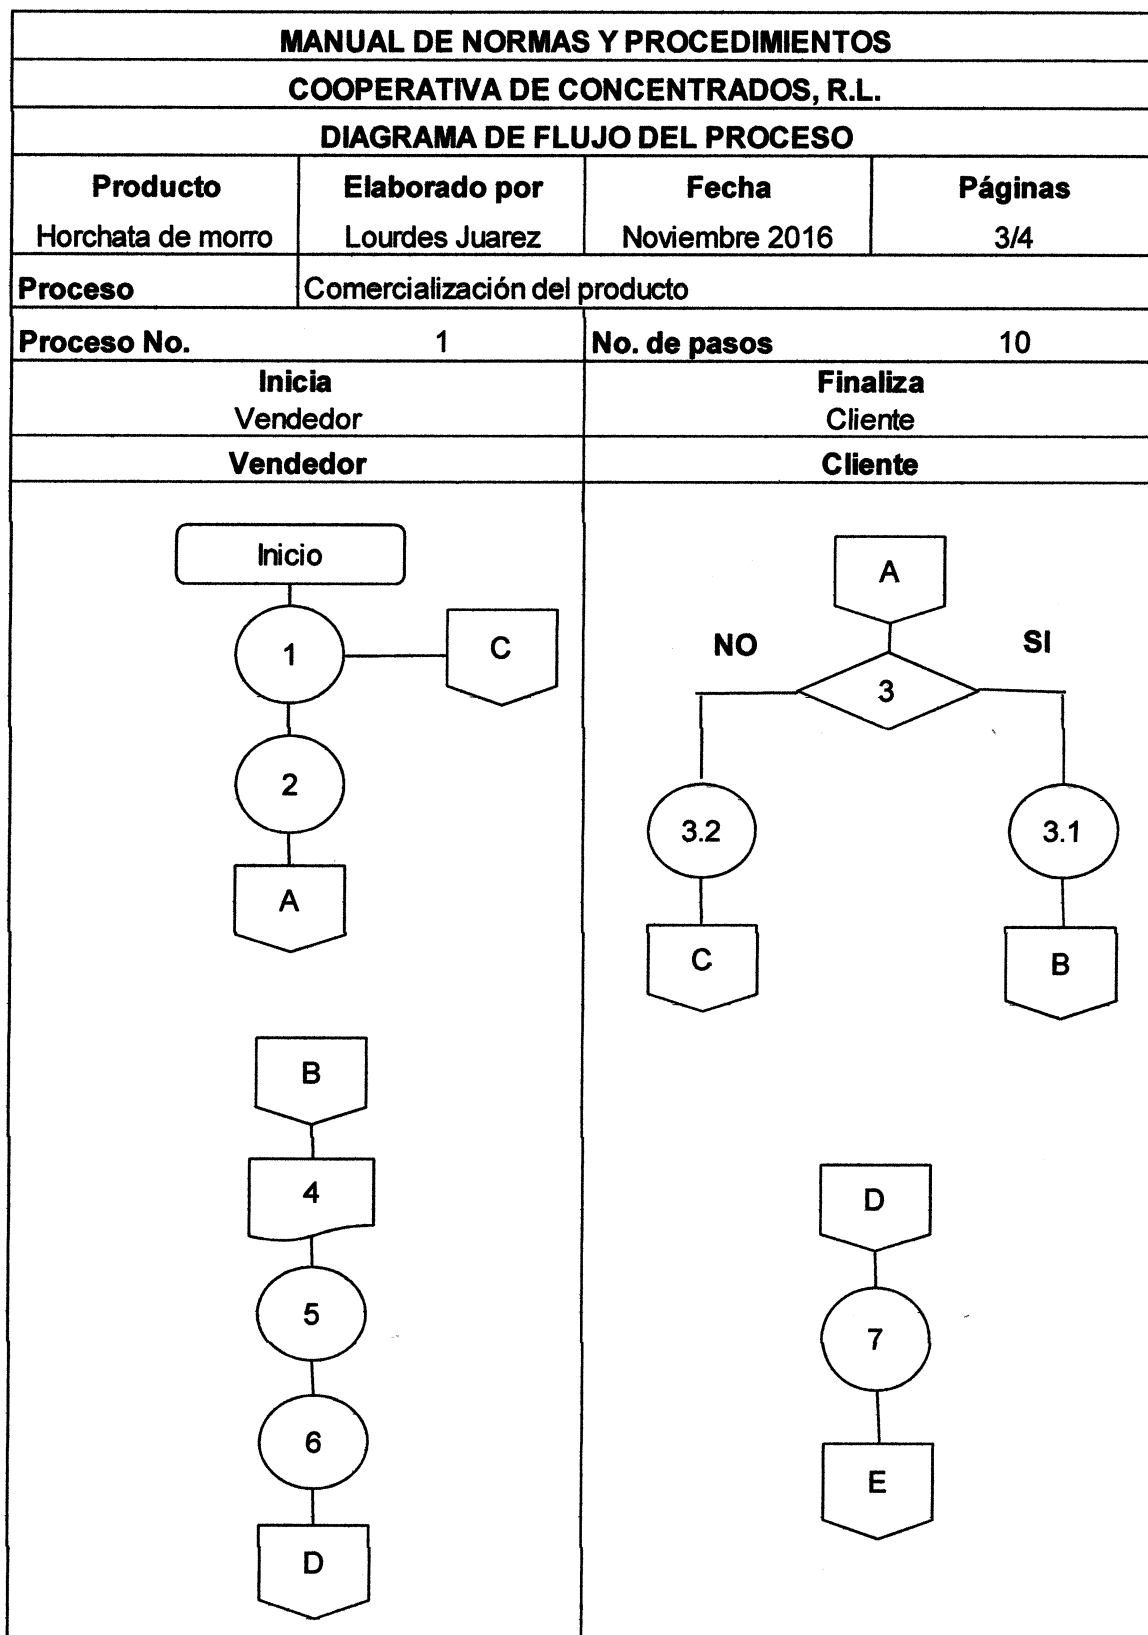 MANUAL DE NORMAS Y PROCEDIMIENTOS
COOPERATIVA DE CONCENTRADOS, R.L.
DIAGRAMA DE FLUJO DEL PROCESO
Producto Elaborado por Fecha Páginas
Horchata de morro Lourdes Juarez Noviembre 2016 3/4
Proceso Comercialización del producto
Proceso No. 1 No. de pasos 10
Inicia Finaliza
Vendedor Cliente
Vendedor Cliente
Inicio
1 C
2
A
B
4
5
6
D
A
NO SI
3
3.2 3.1
C B
D
7
E